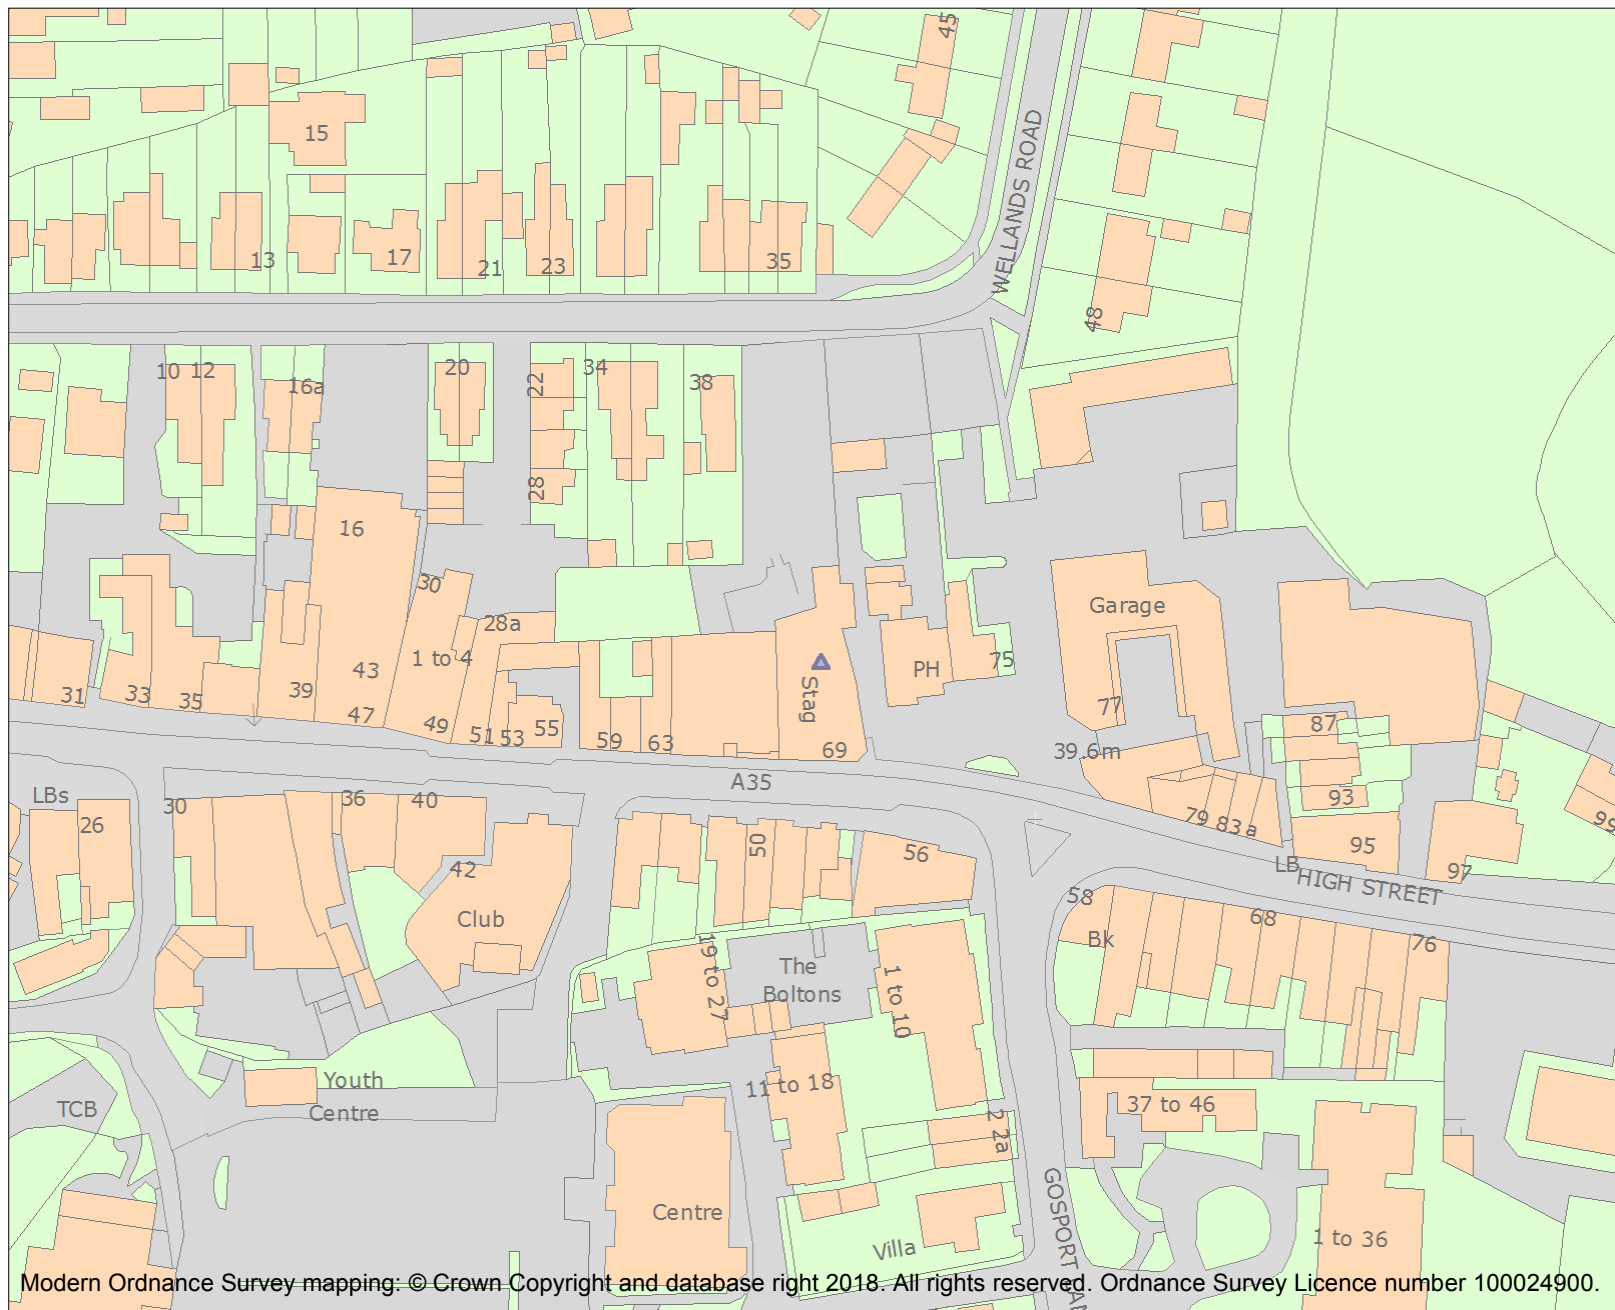 45
15
WELLANDS ROAD
13
17
21
23
35
48
10 12
16a
20
22
34
38
28
16
30
28a
Garage
1 to 4
PH
75
31
33
35
39
43
47
49
51
53
55
59
63
Stag
69
77
39.6m
87
A35
LBs
26
30
36
40
42
50
56
93
79 83a
95
97
99
LB
HIGH STREET
58
Bk
68
76
Club
19 to 27
The
Boltons
1 to 10
Youth
Centre
TCB
11 to 18
2 2a
37 to 46
Centre
Villa
GOSPORT LAN
1 to 36
Modern Ordnance Survey mapping: © Crown Copyright and database right 2018. All rights reserved. Ordnance Survey Licence number 100024900.